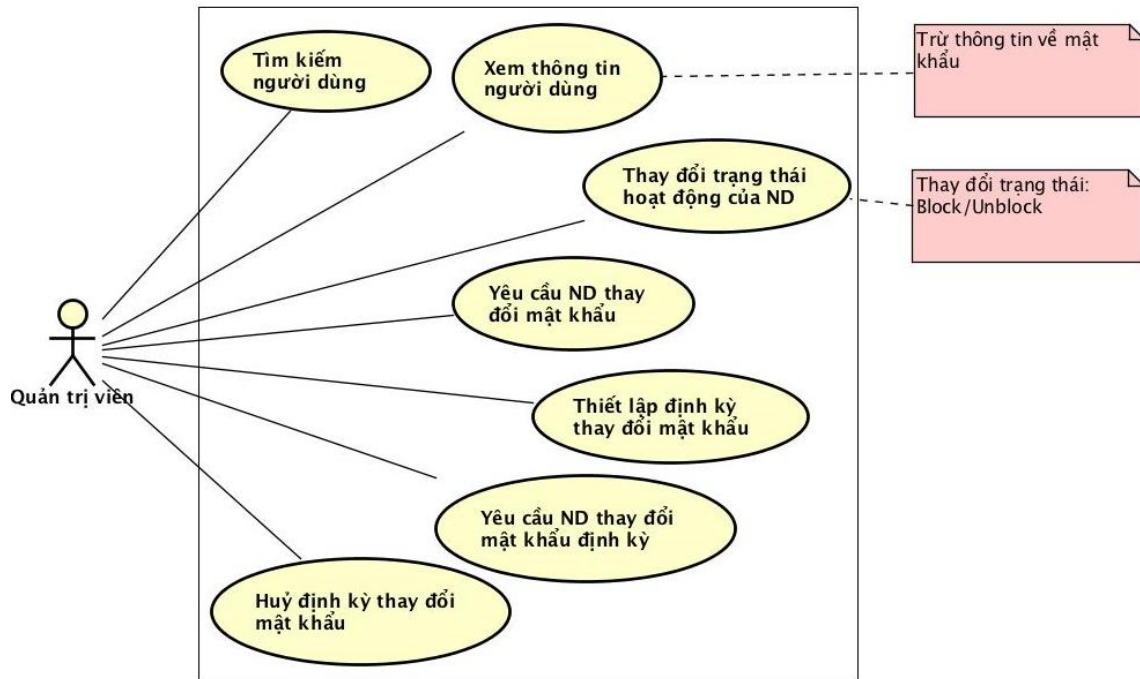 Tìm kiếm
người dùng
Xem thông tin
người dùng
Trừ thông tin về mật
khẩu
Thay đổi trạng thái
hoạt động của ND
Thay đổi trạng thái:
Block/Unblock
Yêu cầu ND thay
đổi mật khẩu
Quản trị viên
Thiết lập định kỳ
thay đổi mật khẩu
Yêu cầu ND thay đổi
mật khẩu định kỳ
Huỷ định kỳ thay đổi
mật khẩu